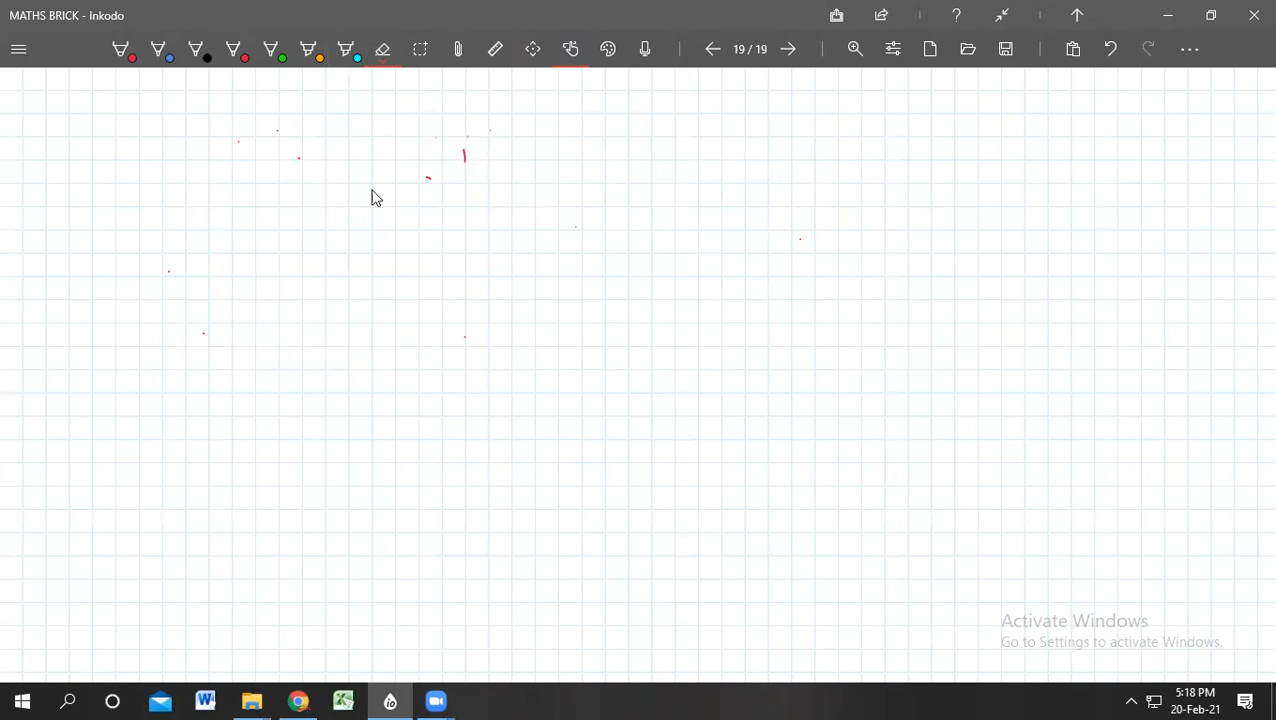 MATHS BRICK - Inkodo
19 / 19
Activate Windows
Go to Settings to activate Windows.
5:18 PM
20-Feb-21